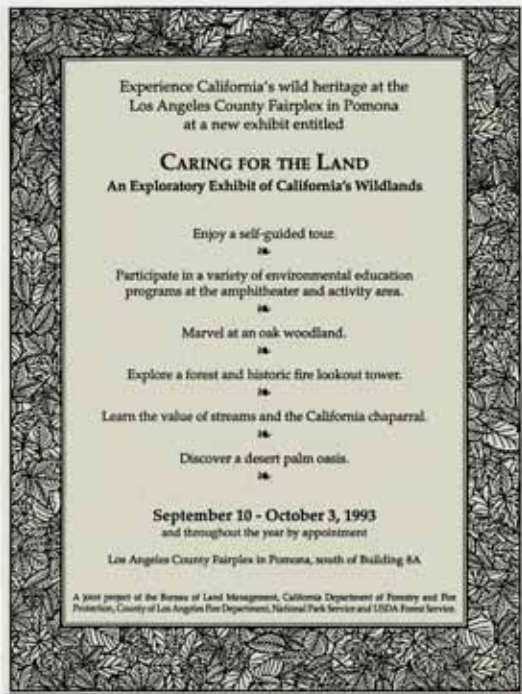 Experience California's wild heritage at the
Los Angeles County Fairplex in Pomona
at a new exhibit entitled
CARING FOR THE LAND
An Exploratory Exhibit of California's Wildlands
Enjoy a self-guided tour.
Participate in a variety of environmental education
programs at the amphitheater and activity area.
Marvel at an oak woodland.
Explore a forest and historic fire lookout tower.
Learn the value of streams and the California chaparral.
Discover a desert palm oasis.
September 10 - October 3, 1993
and throughout the year by appointment
Los Angeles County Fairplex in Pomona, south of Building 8A
A joint project of the Bureau of Land Management, California Department of Forestry and Fire
Protection, County of Los Angeles Fire Department, National Park Service and USDA Forest Service.